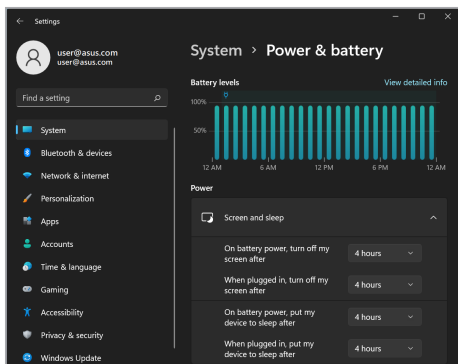 Settings
user@asus.com
user@asus.com
Find a setting
System
Bluetooth & devices
Network & internet
Personalization
Apps
Accounts
Time & language
Gaming
Accessibility
Privacy & security
Windows Update
System > Power & battery
Battery levels
View detailed info
100%
50%
12 AM 6 AM 12 PM 6 PM 12 AM
Power
Screen and sleep
On battery power, turn off my
screen after
4 hours
When plugged in, turn off my
screen after
4 hours
On battery power, put my
device to sleep after
4 hours
When plugged in, put my
device to sleep after
4 hours